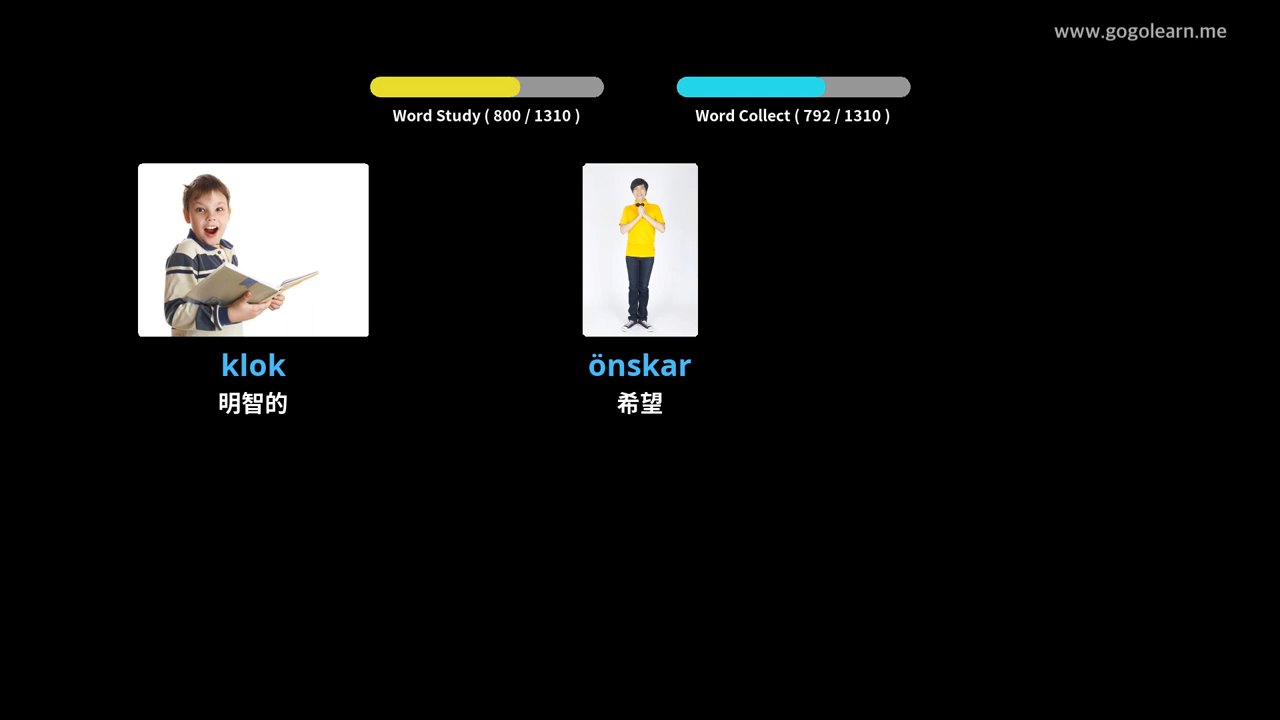 www.gogolearn.me
Word Study ( 800 / 1310 )
Word Collect ( 792 / 1310 )
klok
明智的
önskar
希望